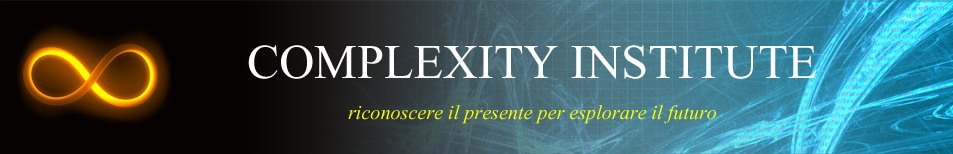 COMPLEXITY INSTITUTE
riconoscere il presente per esplorare il futuro